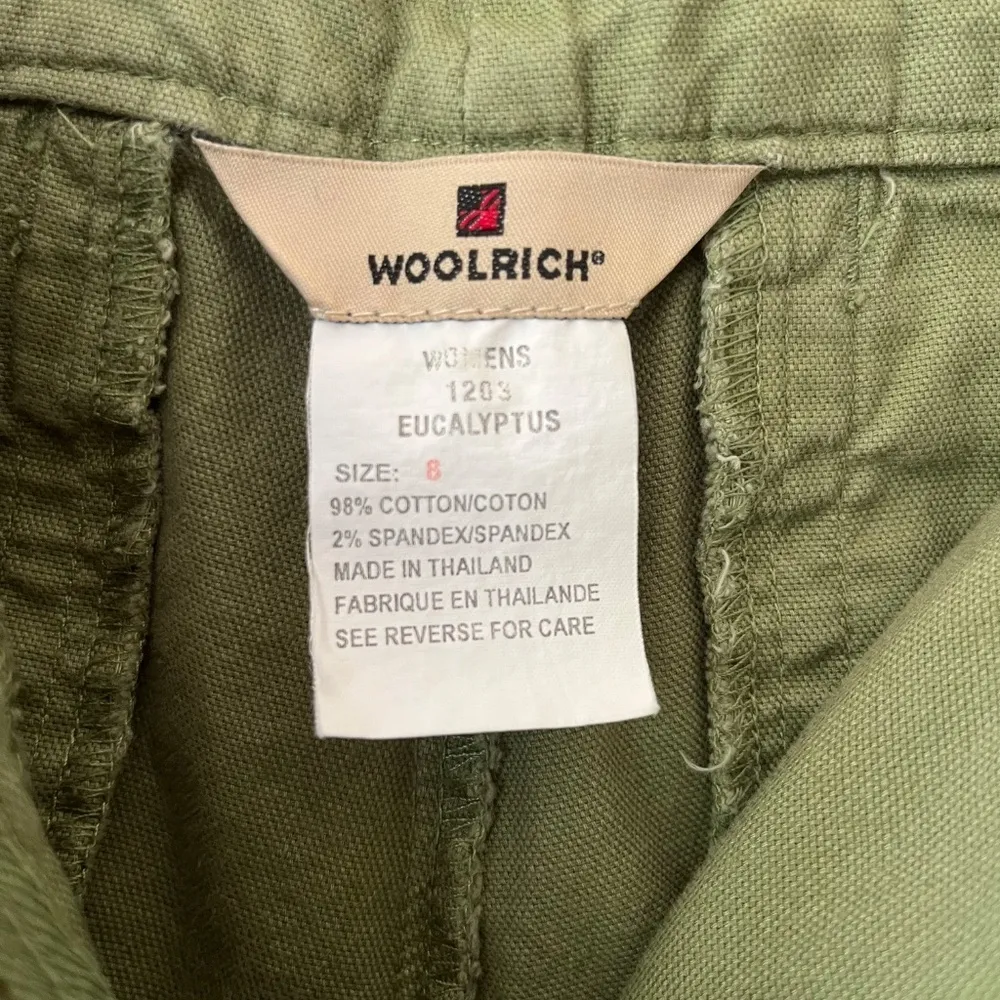 WOOLRICH®
WOMENS
1203
EUCALYPTUS
SIZE: 8
98% COTTON/COTON
2% SPANDEX/SPANDEX
MADE IN THAILAND
FABRIQUE EN THAILANDE
SEE REVERSE FOR CARE